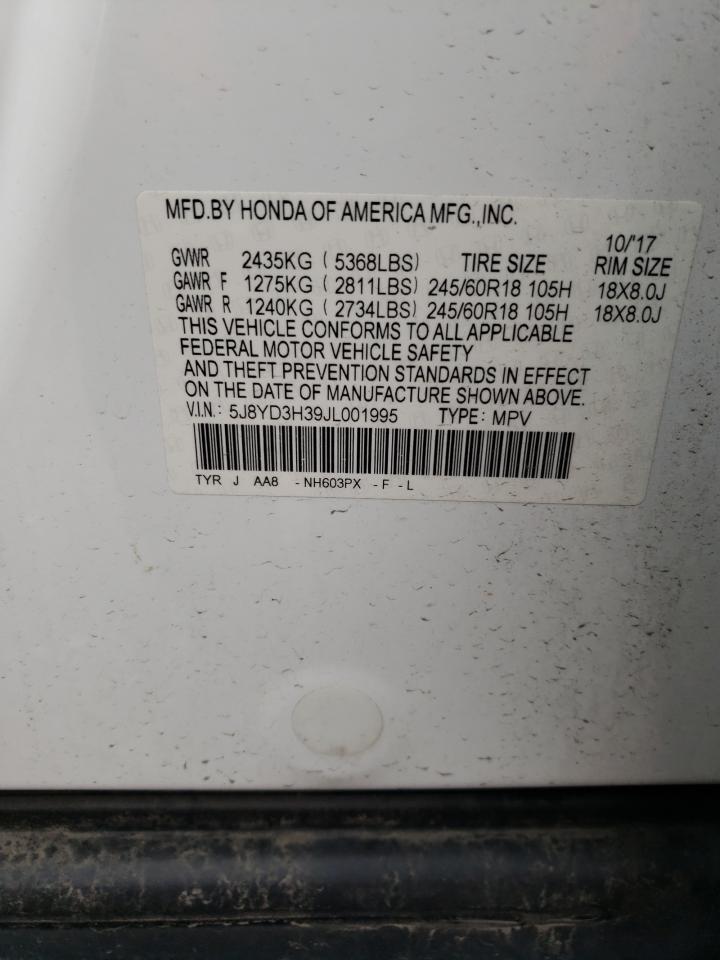 MFD.BY HONDA OF AMERICA MFG.,INC.
10/'17
GVWR 2435KG ( 5368LBS) TIRE SIZE RIM SIZE
GAWR F 1275KG ( 2811LBS) 245/60R18 105H 18X8.0J
GAWR R 1240KG ( 2734LBS) 245/60R18 105H 18X8.0J
THIS VEHICLE CONFORMS TO ALL APPLICABLE
FEDERAL MOTOR VEHICLE SAFETY
AND THEFT PREVENTION STANDARDS IN EFFECT
ON THE DATE OF MANUFACTURE SHOWN ABOVE.
V.I.N.: 5J8YD3H39JL001995 TYPE: MPV
TYR J AA8 -NH603PX -F -L